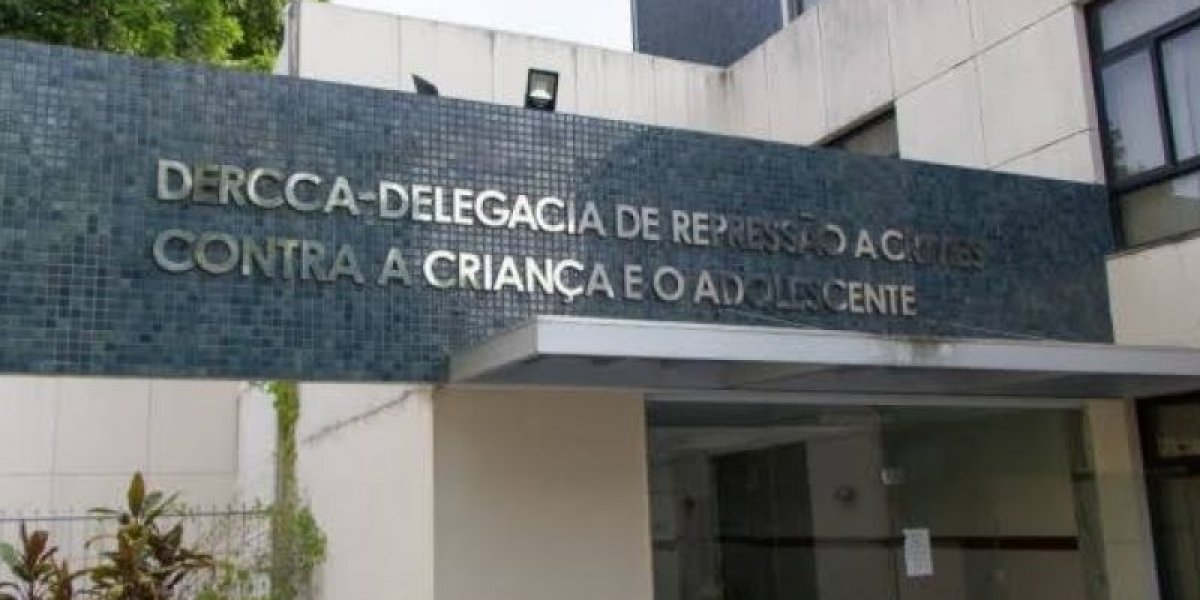 DERCCA-DELEGACIA DE REPRESSÃO A CRIMES
CONTRA A CRIANÇA E O ADOLESCENTE